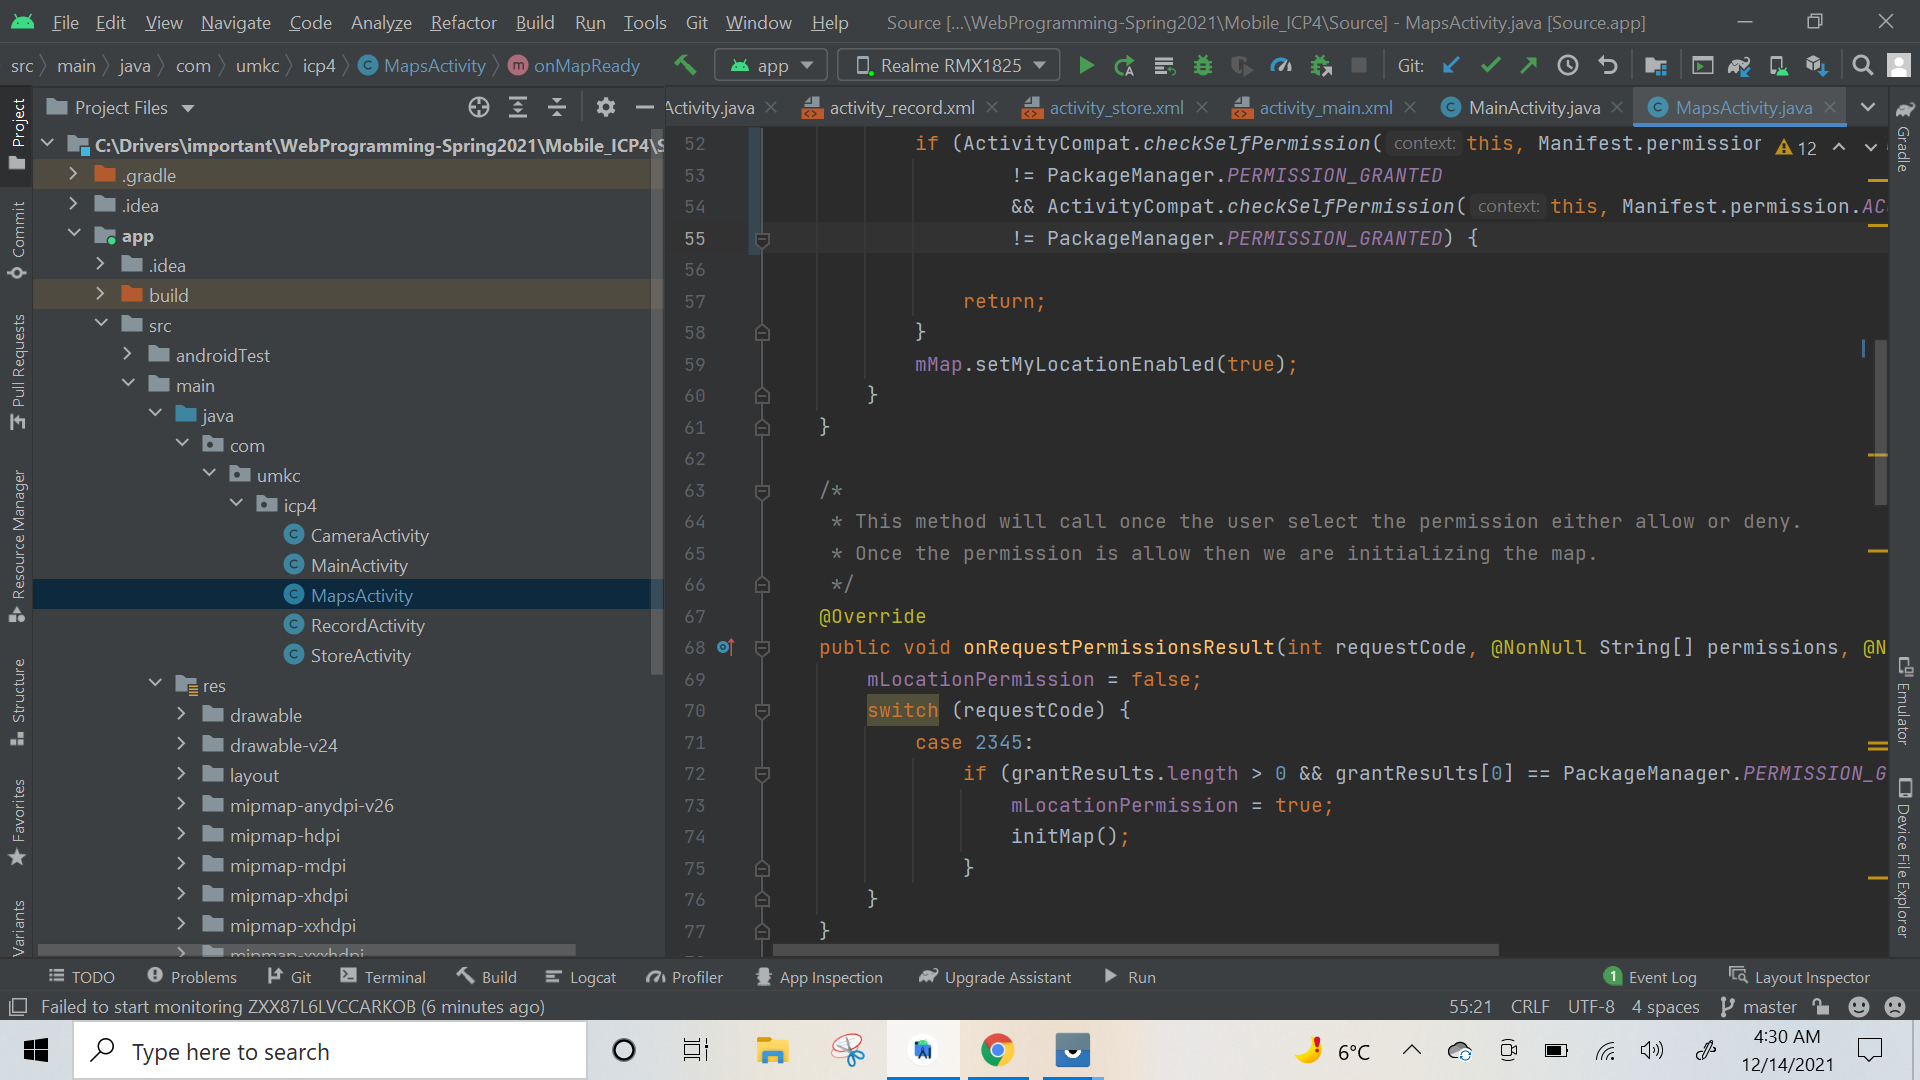 File Edit View Navigate Code Analyze Refactor Build Run Tools Git Window Help Source [...\WebProgramming-Spring2021\Mobile_ICP4\Source] - MapsActivity.java [Source.app]
src main java com umkc icp4 MapsActivity onMapReady app Realme RMX1825 Git:
Project Files
Activity.java activity_record.xml activity_store.xml activity_main.xml MainActivity.java MapsActivity.java
Project
Commit
Pull Requests
Resource Manager
Structure
Favorites
Variants
C:\Drivers\important\WebProgramming-Spring2021\Mobile_ICP4\S
.gradle
.idea
app
.idea
build
src
androidTest
main
java
com
umkc
icp4
CameraActivity
MainActivity
MapsActivity
RecordActivity
StoreActivity
res
drawable
drawable-v24
layout
mipmap-anydpi-v26
mipmap-hdpi
mipmap-mdpi
mipmap-xhdpi
mipmap-xxhdpi
mipmap-xxxhdpi
12
52 if (ActivityCompat.checkSelfPermission( context: this, Manifest.permission
53 != PackageManager.PERMISSION_GRANTED
54 && ActivityCompat.checkSelfPermission( context: this, Manifest.permission.AC
55 != PackageManager.PERMISSION_GRANTED) {
56
57 return;
58 }
59 mMap.setMyLocationEnabled(true);
60 }
61 }
62
63 /*
64 * This method will call once the user select the permission either allow or deny.
65 * Once the permission is allow then we are initializing the map.
66 */
67 @Override
68 public void onRequestPermissionsResult(int requestCode, @NonNull String[] permissions, @N
69 mLocationPermission = false;
70 switch (requestCode) {
71 case 2345:
72 if (grantResults.length > 0 && grantResults[0] == PackageManager.PERMISSION_G
73 mLocationPermission = true;
74 initMap();
75 }
76 }
77 }
Gradle
Emulator
Device File Explorer
TODO Problems Git Terminal Build Logcat Profiler App Inspection Upgrade Assistant Run 1 Event Log Layout Inspector
Failed to start monitoring ZXX87L6LVCCARKOB (6 minutes ago) 55:21 CRLF UTF-8 4 spaces master
Type here to search
6°C
4:30 AM
12/14/2021